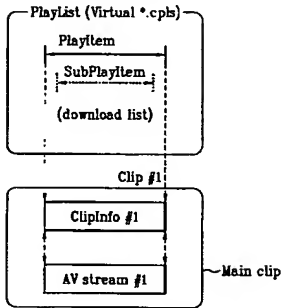 PlayList (Virtual *.cpls)
PlayItem
SubPlayItem
(download list)
Clip #1
ClipInfo #1
Main clip
AV stream #1